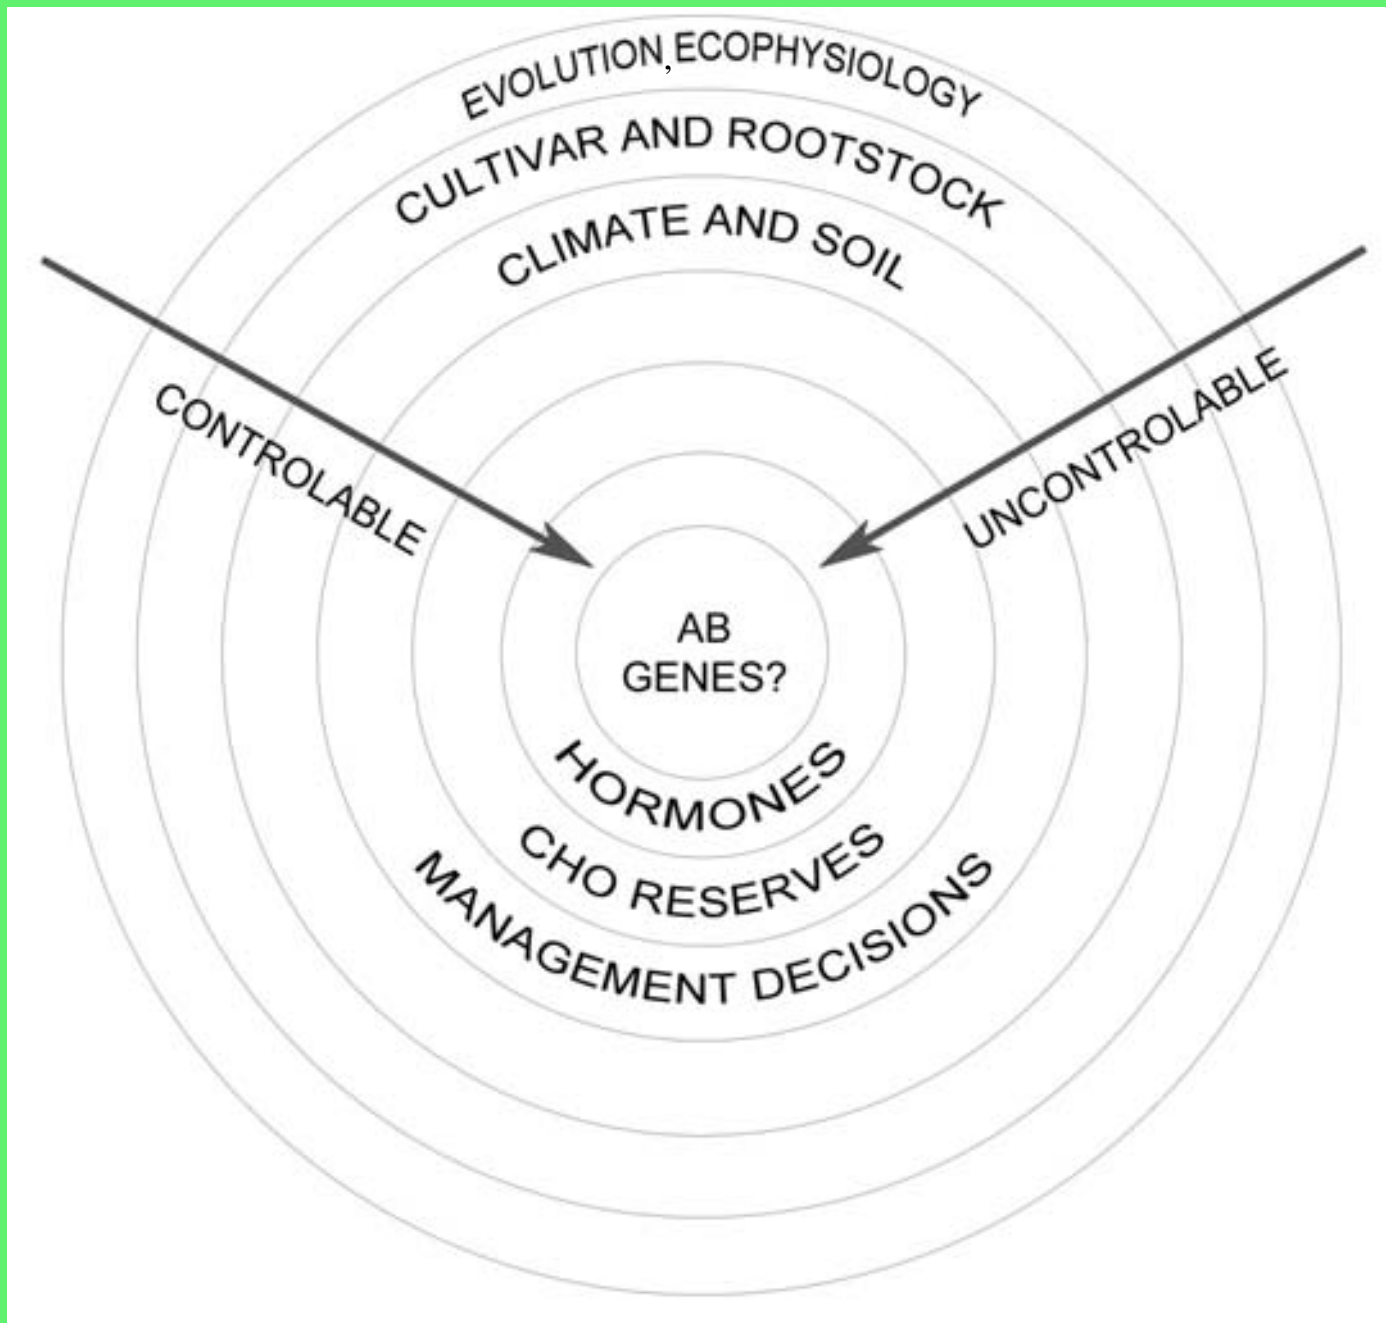 EVOLUTION, ECOPHYSIOLOGY
CULTIVAR AND ROOTSTOCK
CLIMATE AND SOIL
CONTROLABLE
UNCONTROLABLE
AB
GENES?
HORMONES
CHO RESERVES
MANAGEMENT DECISIONS